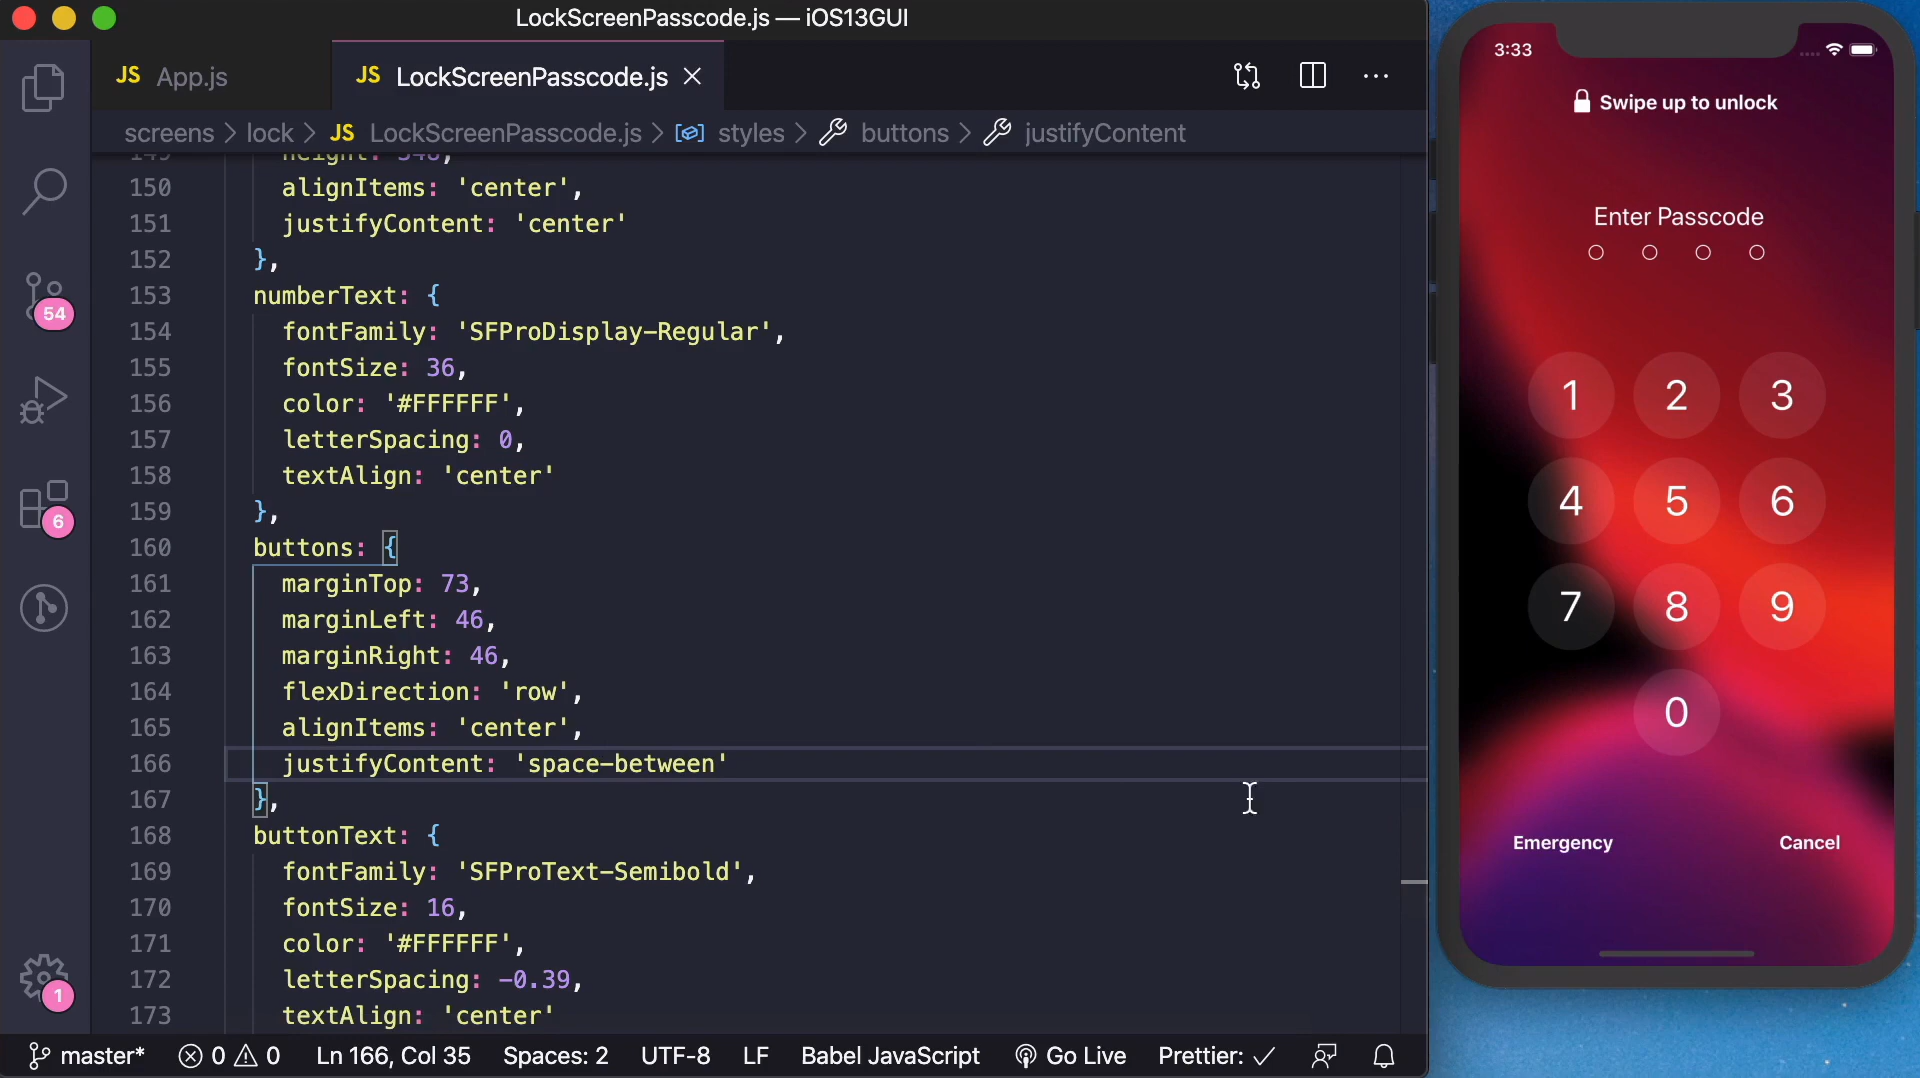 LockScreenPasscode.js — iOS13GUI
JS App.js
JS LockScreenPasscode.js
screens > lock > JS LockScreenPasscode.js > styles > buttons > justifyContent
150 alignItems: 'center',
151 justifyContent: 'center'
152 },
153 numberText: {
154 fontFamily: 'SFProDisplay-Regular',
155 fontSize: 36,
156 color: '#FFFFFF',
157 letterSpacing: 0,
158 textAlign: 'center'
159 },
160 buttons: {
161 marginTop: 73,
162 marginLeft: 46,
163 marginRight: 46,
164 flexDirection: 'row',
165 alignItems: 'center',
166 justifyContent: 'space-between'
167 },
168 buttonText: {
169 fontFamily: 'SFProText-Semibold',
170 fontSize: 16,
171 color: '#FFFFFF',
172 letterSpacing: -0.39,
173 textAlign: 'center'
54
6
1
master* 0 0 Ln 166, Col 35 Spaces: 2 UTF-8 LF Babel JavaScript Go Live Prettier: ✓
3:33
Swipe up to unlock
Enter Passcode
1 2 3
4 5 6
7 8 9
0
Emergency Cancel